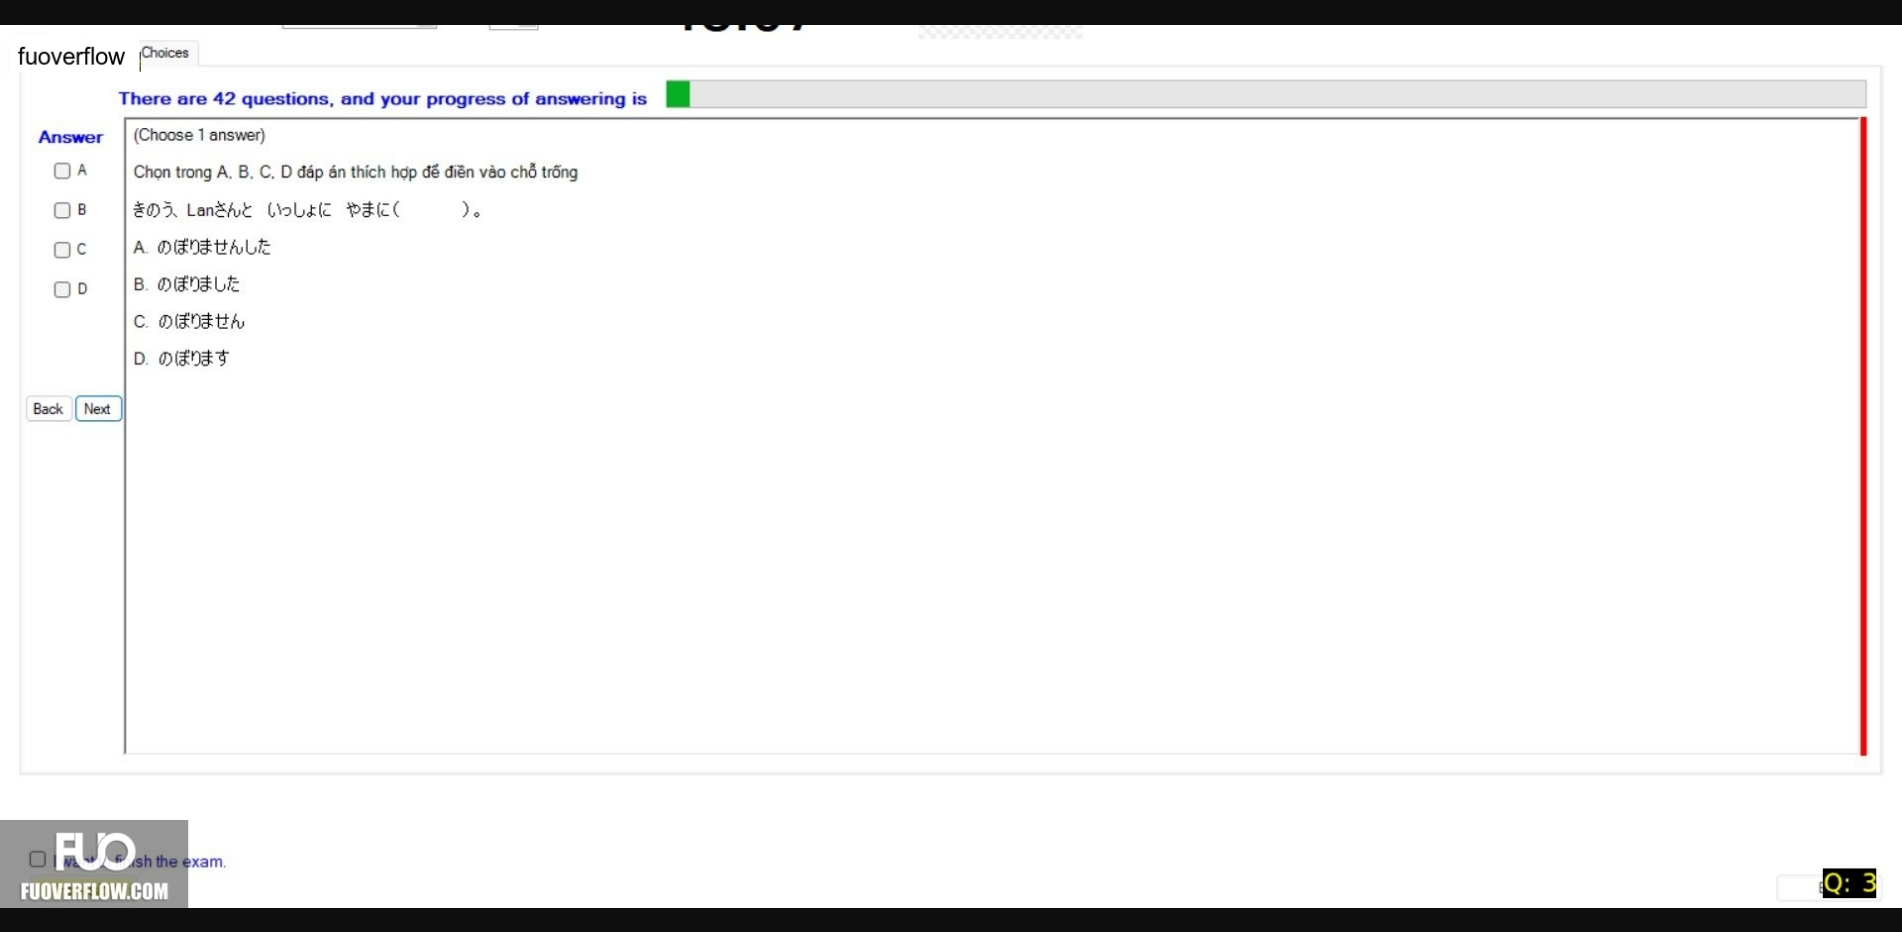 fuoverflow
Choices
There are 42 questions, and your progress of answering is
Answer
(Choose 1 answer)
A
Chọn trong A, B, C, D đáp án thích hợp để điền vào chỗ trống
B
きのう、Lanさんと いっしょに やまに( )。
C
A. のぼりませんした
D
B. のぼりました
C. のぼりません
D. のぼります
Back Next
FUO
finish the exam.
FUOVERFLOW.COM
Q: 3